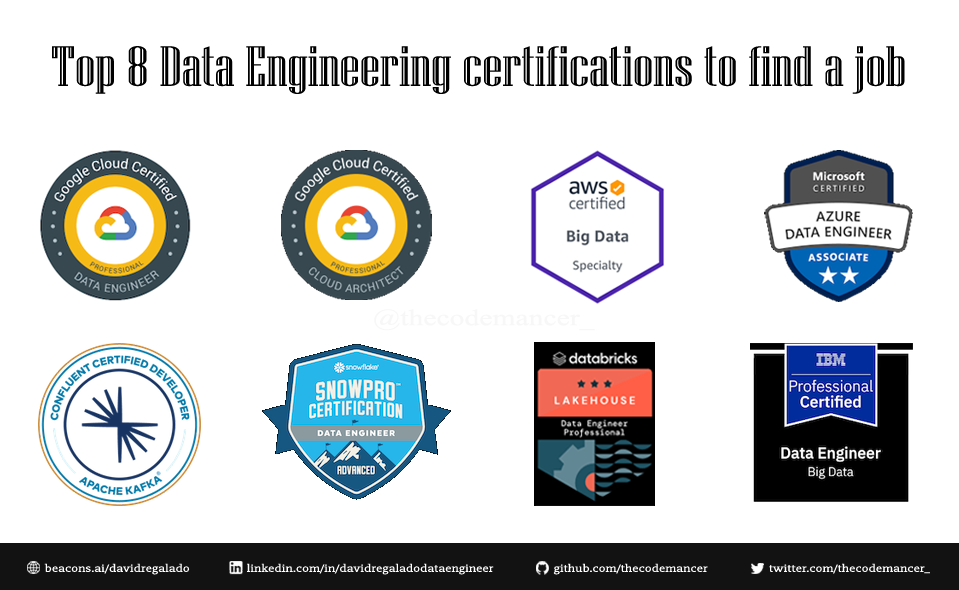 Top 8 Data Engineering certifications to find a job
Google Cloud Certified
PROFESSIONAL
DATA ENGINEER
Google Cloud Certified
PROFESSIONAL
CLOUD ARCHITECT
aws
certified
Big Data
Specialty
Microsoft
CERTIFIED
AZURE
DATA ENGINEER
ASSOCIATE
@thecodemancer_
CONFLUENT CERTIFIED DEVELOPER
APACHE KAFKA®
snowflake
SNOWPRO™
CERTIFICATION
DATA ENGINEER
ADVANCED
databricks
LAKEHOUSE
Data Engineer
Professional
IBM
Professional
Certified
Data Engineer
Big Data
beacons.ai/davidregalado
linkedin.com/in/davidregaladodataengineer
github.com/thecodemancer
twitter.com/thecodemancer_